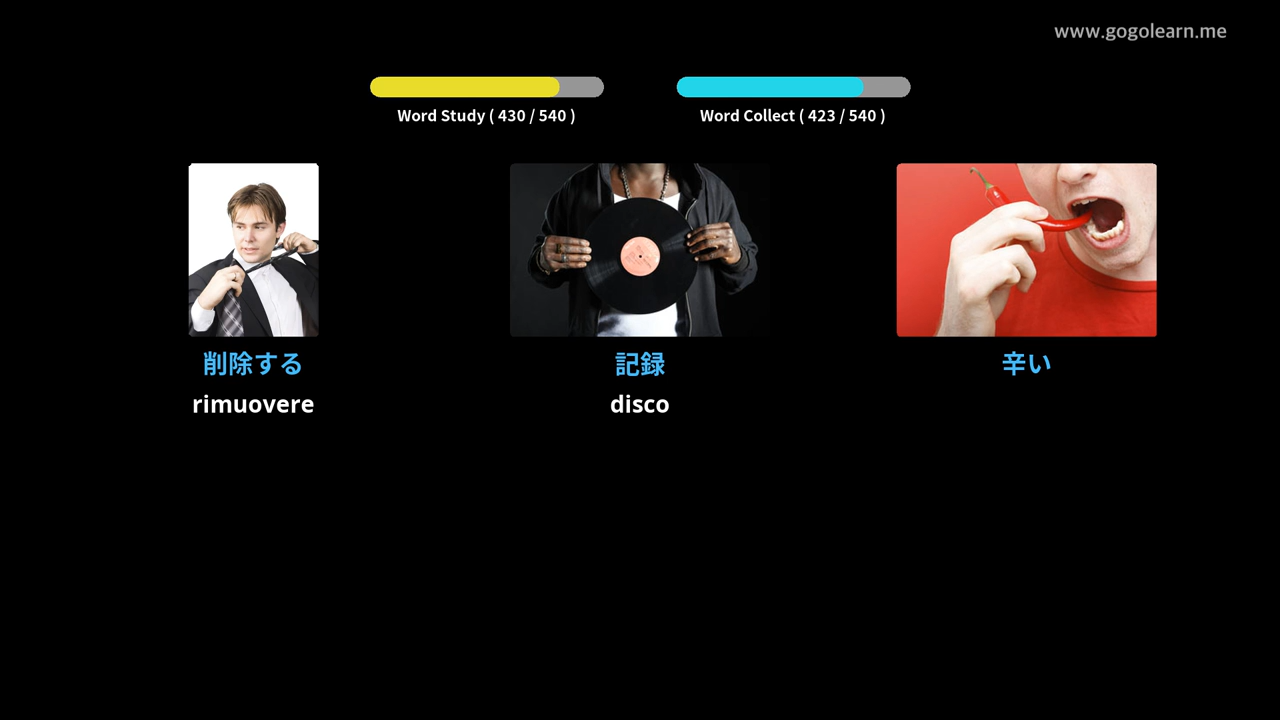 www.gogolearn.me
Word Study ( 430 / 540 )
Word Collect ( 423 / 540 )
削除する
rimuovere
記録
disco
辛い